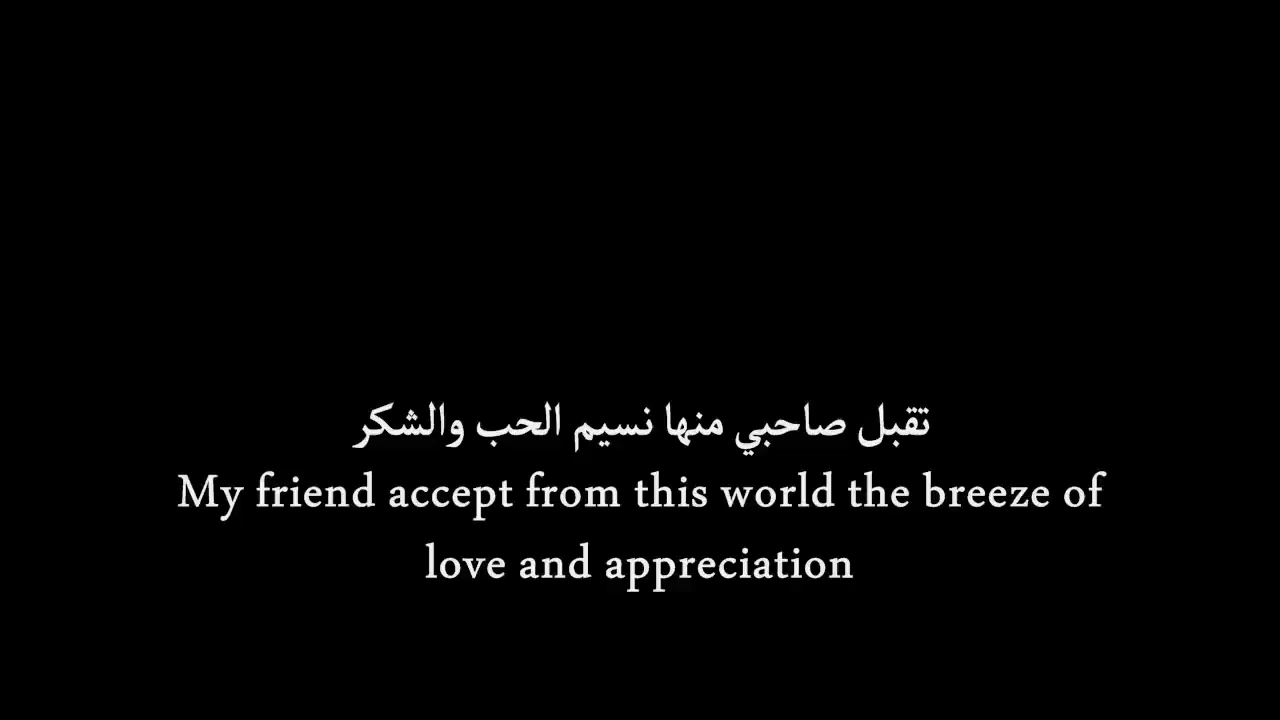 تقبل صاحبي منها نسيم الحب والشكر
My friend accept from this world the breeze of
love and appreciation